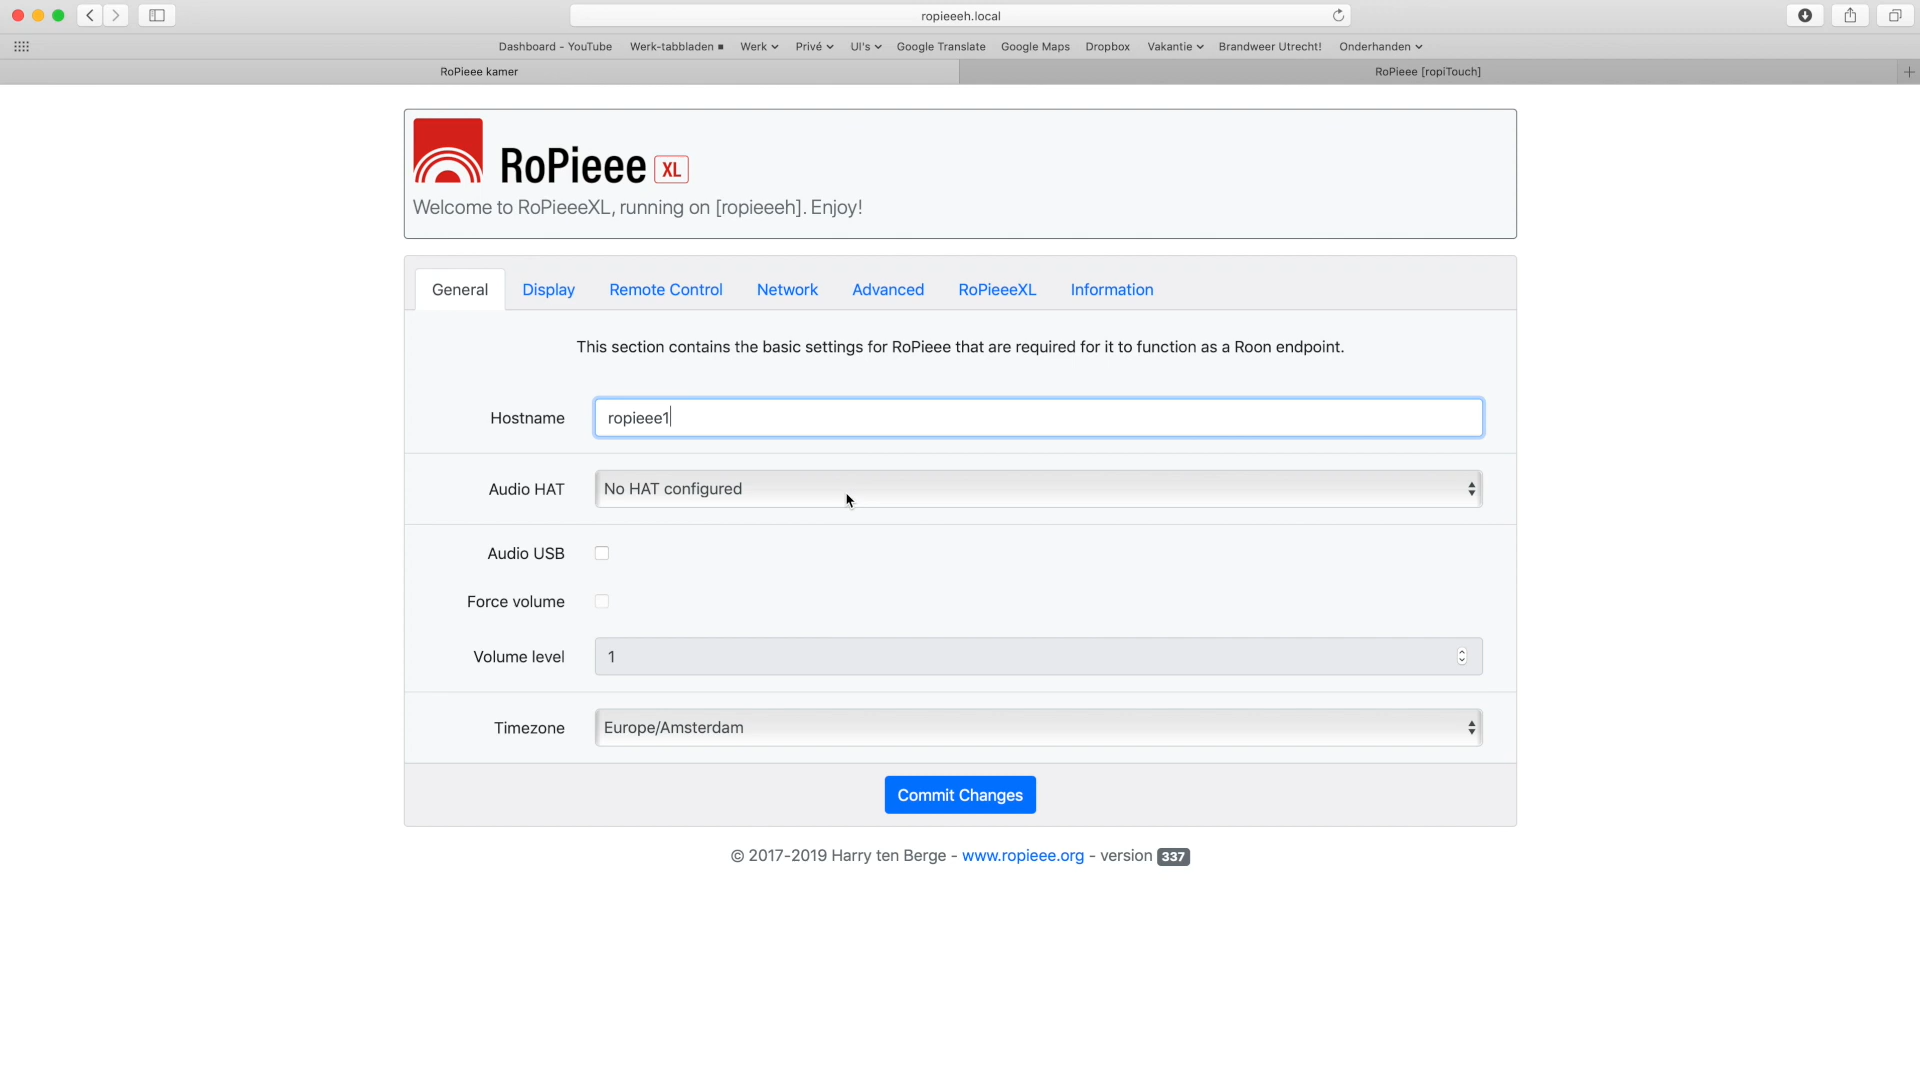 ropieeeh.local
Dashboard - YouTube Werk-tabbladen Werk Privé UI's Google Translate Google Maps Dropbox Vakantie Brandweer Utrecht! Onderhanden
RoPieee kamer RoPieee [ropiTouch]
RoPieee XL
Welcome to RoPieeeXL, running on [ropieeeh]. Enjoy!
General Display Remote Control Network Advanced RoPieeeXL Information
This section contains the basic settings for RoPieee that are required for it to function as a Roon endpoint.
Hostname ropieee1
Audio HAT No HAT configured
Audio USB
Force volume
Volume level 1
Timezone Europe/Amsterdam
Commit Changes
© 2017-2019 Harry ten Berge - www.ropieee.org - version 337